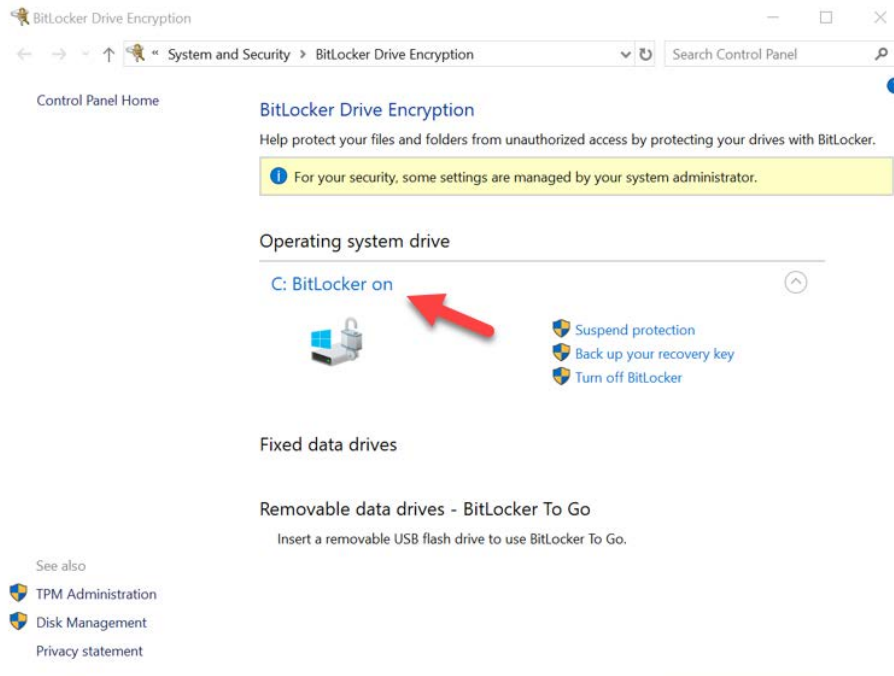 BitLocker Drive Encryption
« System and Security > BitLocker Drive Encryption
Search Control Panel
Control Panel Home
BitLocker Drive Encryption
Help protect your files and folders from unauthorized access by protecting your drives with BitLocker.
For your security, some settings are managed by your system administrator.
Operating system drive
C: BitLocker on
Suspend protection
Back up your recovery key
Turn off BitLocker
Fixed data drives
Removable data drives - BitLocker To Go
Insert a removable USB flash drive to use BitLocker To Go.
See also
TPM Administration
Disk Management
Privacy statement